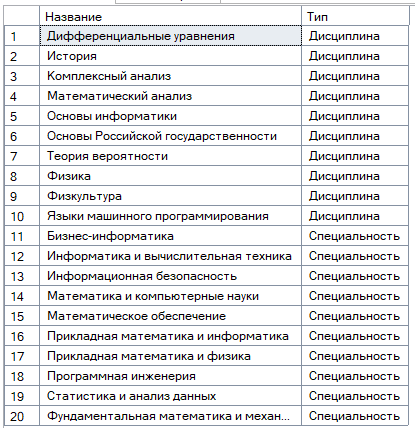 Название Тип
1 Дифференциальные уравнения Дисциплина
2 История Дисциплина
3 Комплексный анализ Дисциплина
4 Математический анализ Дисциплина
5 Основы информатики Дисциплина
6 Основы Российской государственности Дисциплина
7 Теория вероятности Дисциплина
8 Физика Дисциплина
9 Физкультура Дисциплина
10 Языки машинного программирования Дисциплина
11 Бизнес-информатика Специальность
12 Информатика и вычислительная техника Специальность
13 Информационная безопасность Специальность
14 Математика и компьютерные науки Специальность
15 Математическое обеспечение Специальность
16 Прикладная математика и информатика Специальность
17 Прикладная математика и физика Специальность
18 Программная инженерия Специальность
19 Статистика и анализ данных Специальность
20 Фундаментальная математика и механ... Специальность